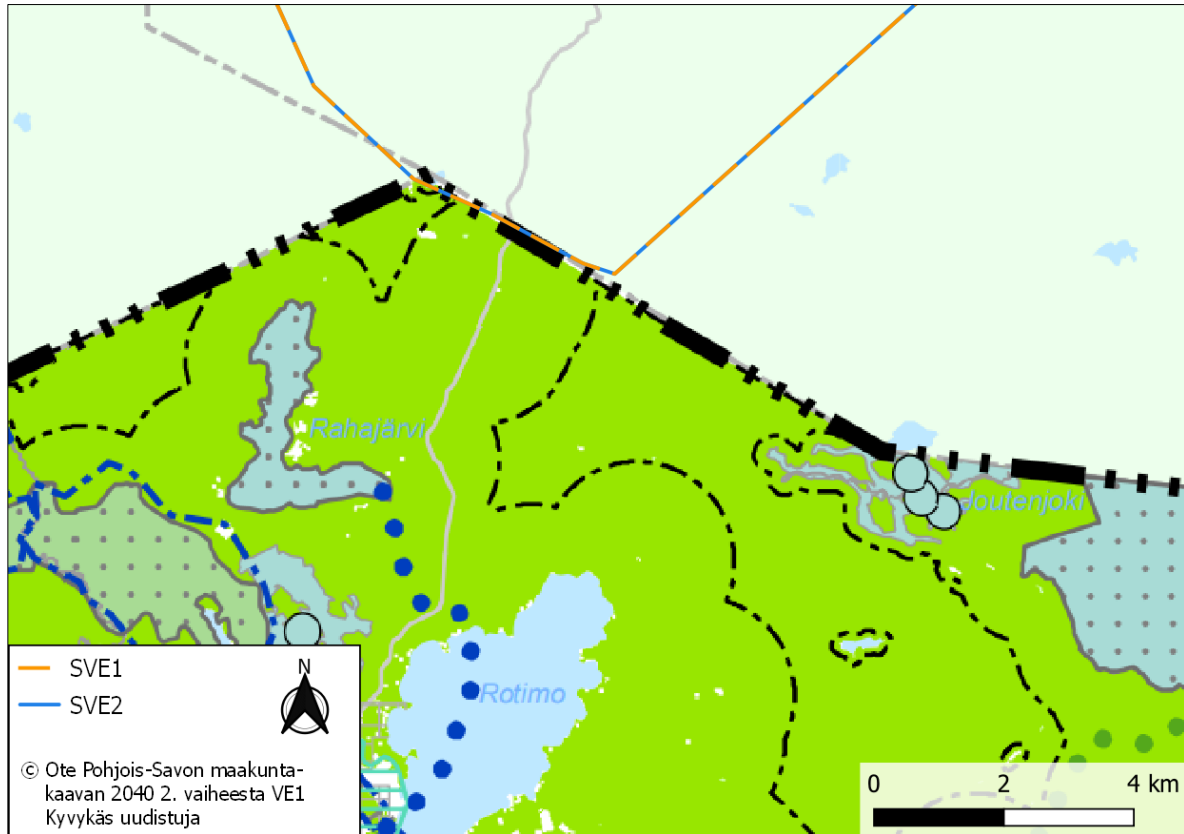 Rahajärvi
Joutenjoki
Rotimo
SVE1
SVE2
N
© Ote Pohjois-Savon maakunta-
kaavan 2040 2. vaiheesta VE1
Kyvykäs uudistuja
0 2 4 km